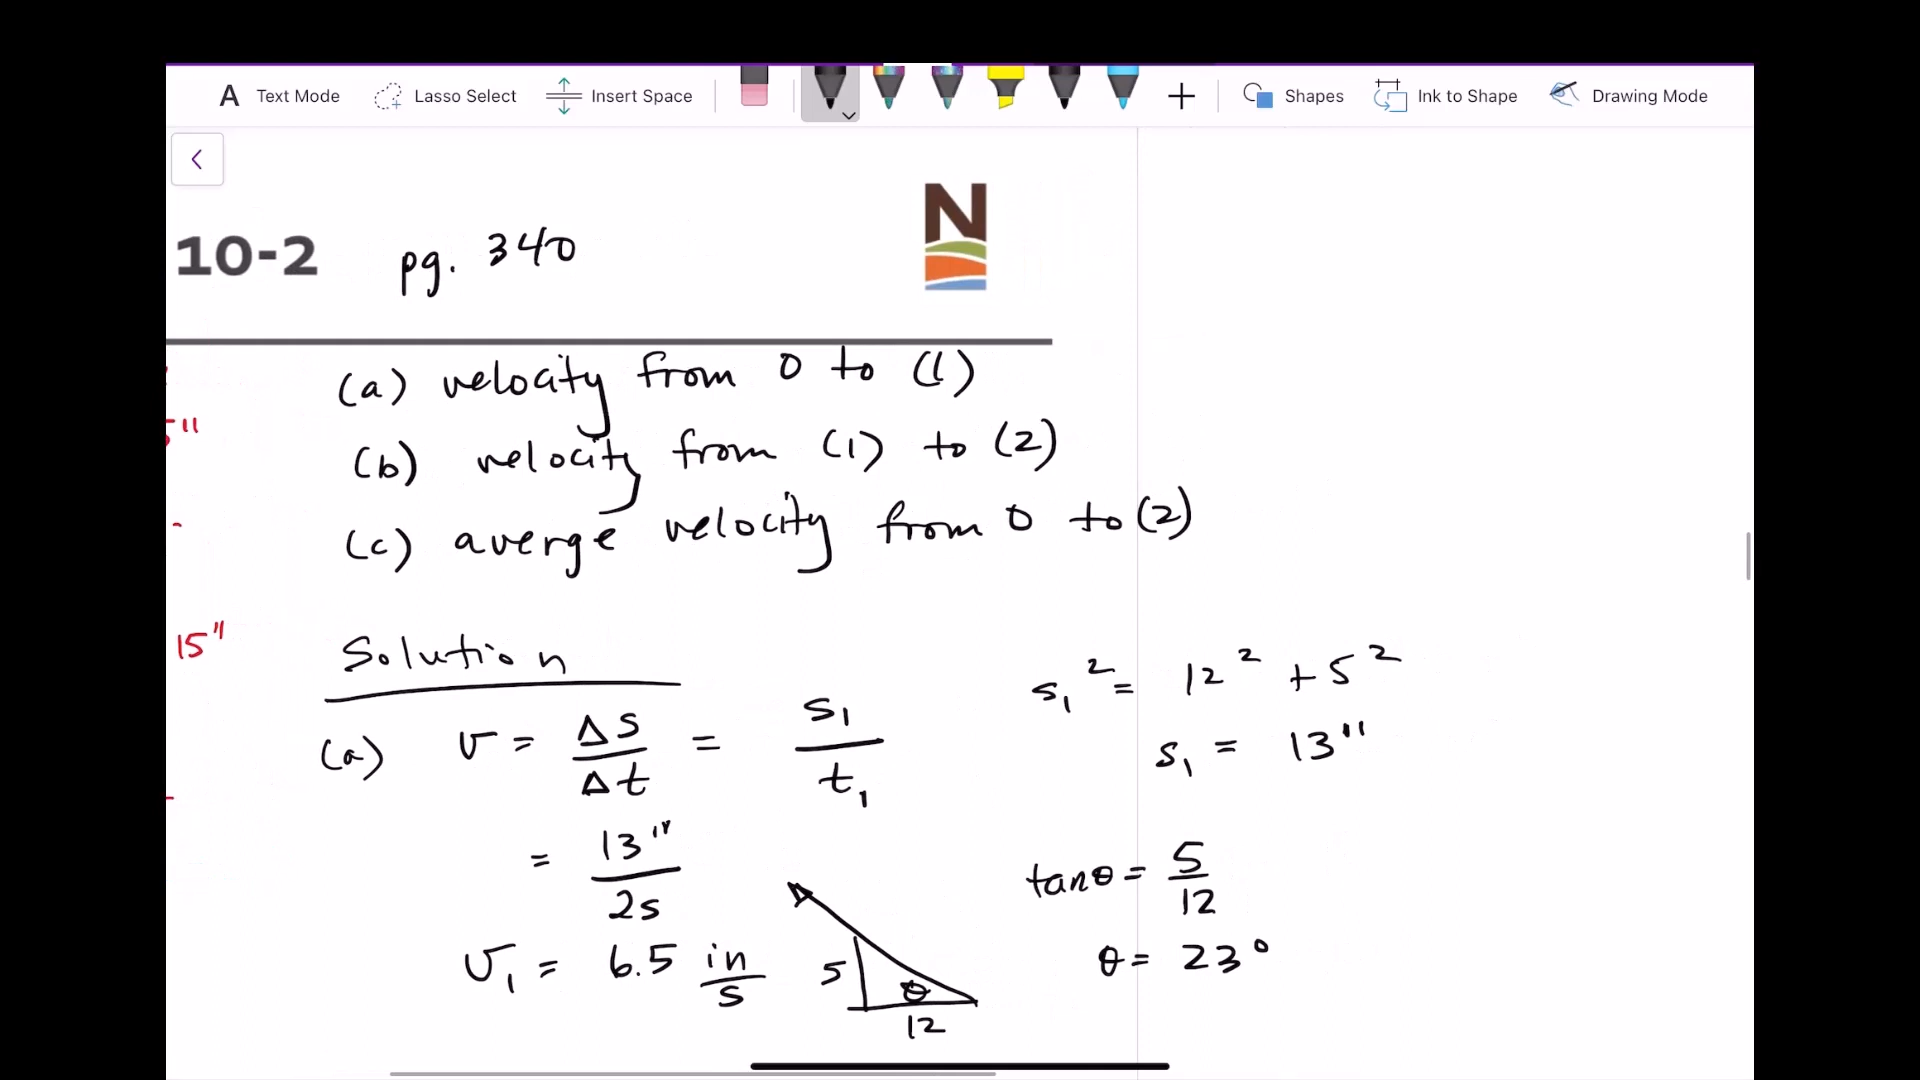 Text Mode Lasso Select Insert Space Shapes Ink to Shape Drawing Mode
N
10-2 pg. 340
(a) velocity from 0 to (1)
5"
(b) velocity from (1) to (2)
(c) averge velocity from 0 to (2)
15"
Solution
s₁² = 12² + 5²
(a) v = Δs/Δt = s₁/t₁
s₁ = 13"
= 13"/2s
tanθ = 5/12
v₁ = 6.5 in/s
5
θ
12
θ = 23°